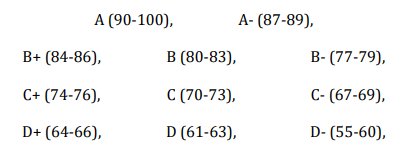 A (90-100), A- (87-89),
B+ (84-86), B (80-83), B- (77-79),
C+ (74-76), C (70-73), C- (67-69),
D+ (64-66), D (61-63), D- (55-60),